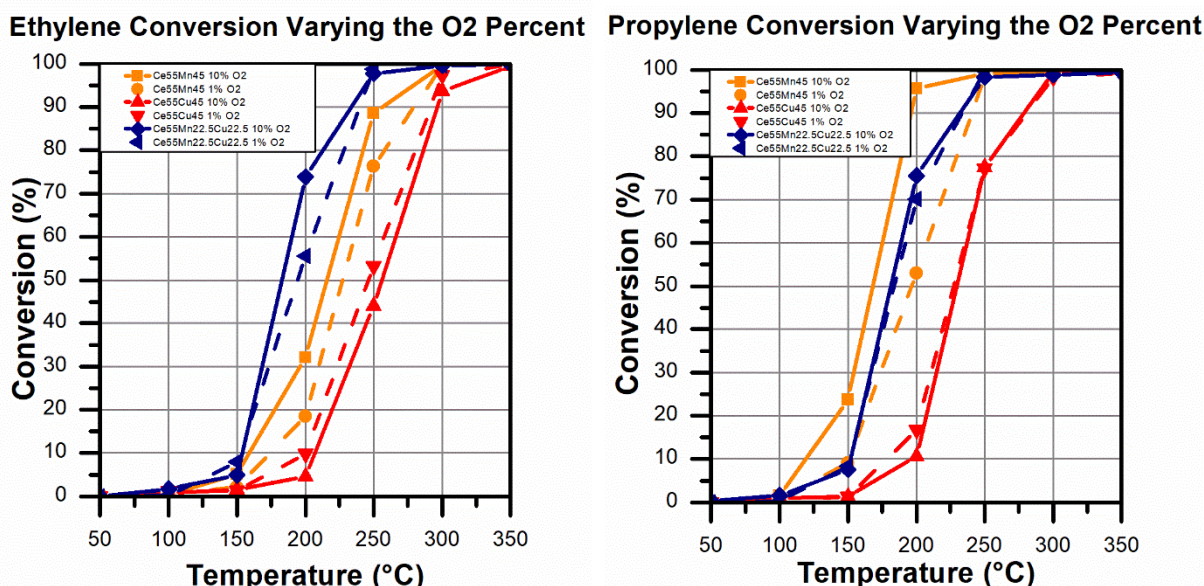 Ethylene Conversion Varying the O2 Percent
Conversion (%)
100
90
80
70
60
50
40
30
20
10
0
Ce55Mn45 10% O2
Ce55Mn45 1% O2
Ce55Cu45 10% O2
Ce55Cu45 1% O2
Ce55Mn22.5Cu22.5 10% O2
Ce55Mn22.5Cu22.5 1% O2
50 100 150 200 250 300 350
Temperature (°C)
Propylene Conversion Varying the O2 Percent
Conversion (%)
100
90
80
70
60
50
40
30
20
10
0
Ce55Mn45 10% O2
Ce55Mn45 1% O2
Ce55Cu45 10% O2
Ce55Cu45 1% O2
Ce55Mn22.5Cu22.5 10% O2
Ce55Mn22.5Cu22.5 1% O2
50 100 150 200 250 300 350
Temperature (°C)